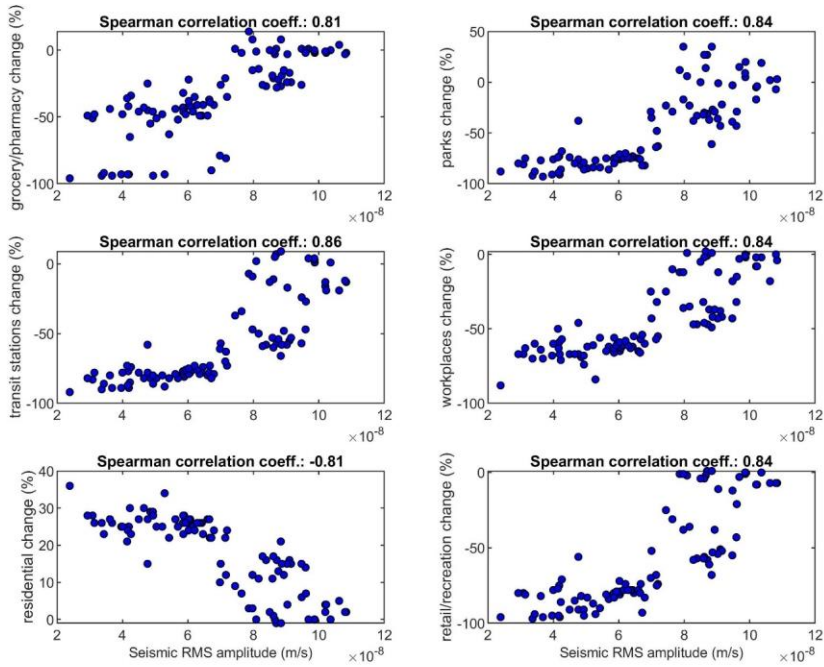 Spearman correlation coeff.: 0.81
grocery/pharmacy change (%)
0
-50
-100
2 4 6 8 10 12
×10⁻⁸
Spearman correlation coeff.: 0.84
parks change (%)
50
0
-50
-100
2 4 6 8 10 12
×10⁻⁸
Spearman correlation coeff.: 0.86
transit stations change (%)
0
-50
-100
2 4 6 8 10 12
×10⁻⁸
Spearman correlation coeff.: 0.84
workplaces change (%)
0
-50
-100
2 4 6 8 10 12
×10⁻⁸
Spearman correlation coeff.: -0.81
residential change (%)
40
30
20
10
0
2 4 6 8 10 12
Seismic RMS amplitude (m/s)
×10⁻⁸
Spearman correlation coeff.: 0.84
retail/recreation change (%)
0
-50
-100
2 4 6 8 10 12
Seismic RMS amplitude (m/s)
×10⁻⁸